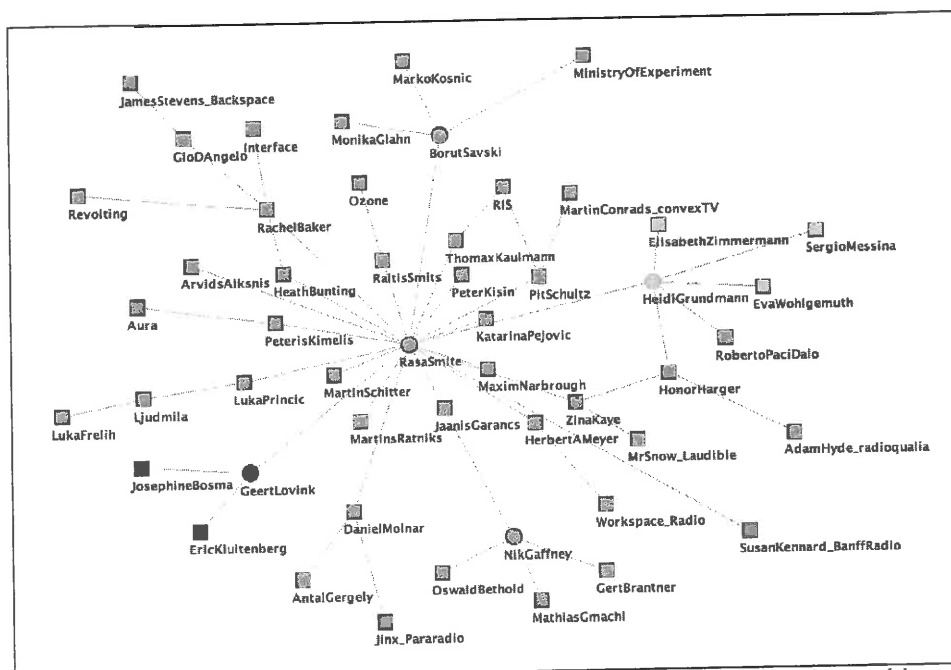 MarkoKosnic
MinistryOfExperiment
JamesStevens_Backspace
MonikaGlahn
BorutSavski
Interface
GioDAngelo
Ozone
RIS
MartinConrads_convexTV
Revolting
RachelBaker
ElisabethZimmermann
SergioMessina
ThomaxKaulmann
RaitisSmits
PeterKisin
PitSchultz
ArvidsAlksnis
HeathBunting
HeidiGrundmann
EvaWohlgemuth
Aura
PeterisKimelis
KatarinaPejovic
RobertoPaciDalo
RasaSmite
MaximNarbrough
HonorHarger
LukaPrincic
MartinSchitter
LukaFrelih
Ljudmila
MartinsRatniks
JaanisGarancs
ZinaKaye
HerbertAMeyer
MrSnow_Laudible
AdamHyde_radioqualia
JosephineBosma
GeertLovink
DanielMolnar
Workspace_Radio
EricKluitenberg
NikGaffney
SusanKennard_BanffRadio
AntalGergely
OswaldBethold
GertBrantner
MathiasGmachl
Jinx_Pararadio